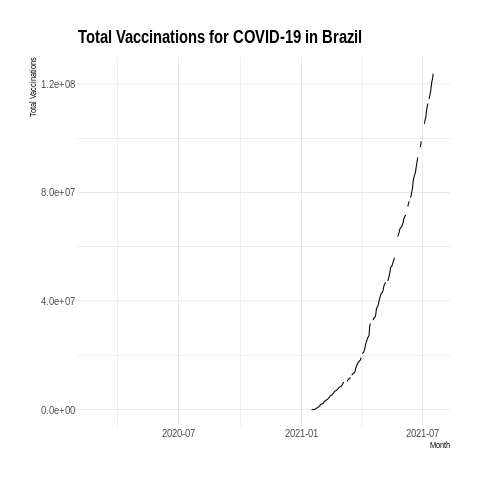 Total Vaccinations for COVID-19 in Brazil
Total Vaccinations
1.2e+08
8.0e+07
4.0e+07
0.0e+00
2020-07
2021-01
2021-07
Month